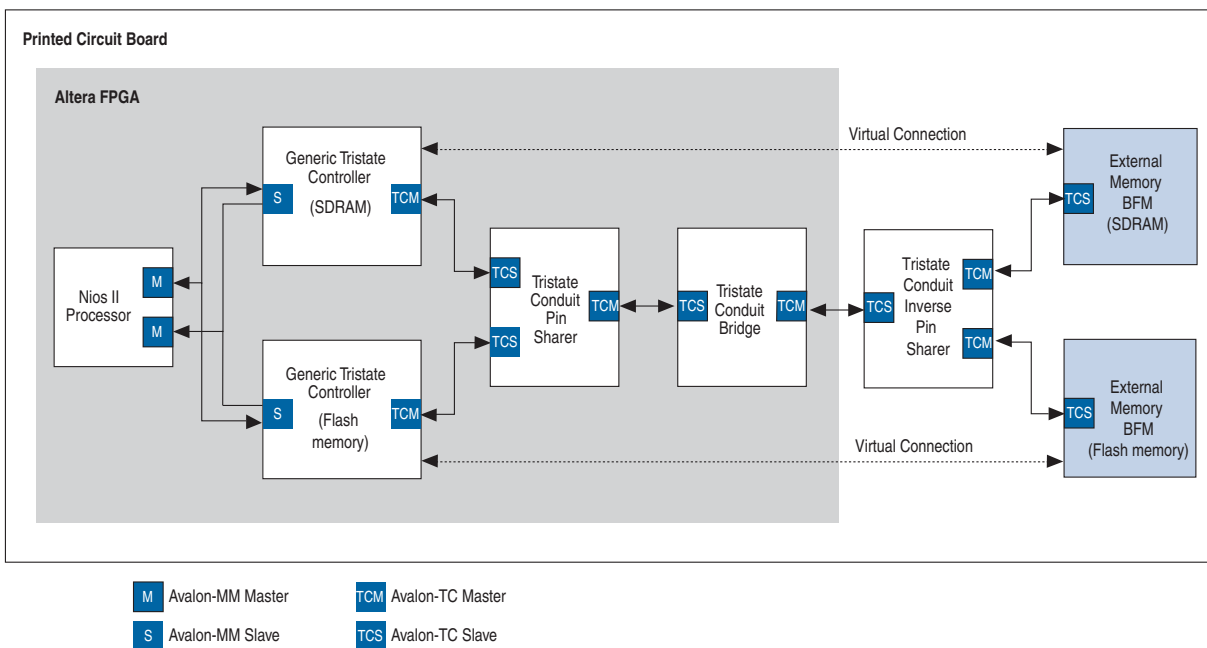 Printed Circuit Board
Altera FPGA
Nios II
Processor
M
M
Generic Tristate
Controller
(SDRAM)
S
TCM
Generic Tristate
Controller
(Flash
memory)
S
TCM
TCS
TCS
Tristate
Conduit
Pin
Sharer
TCM
TCS
Tristate
Conduit
Bridge
TCM
Virtual Connection
TCS
Tristate
Conduit
Inverse
Pin
Sharer
TCM
TCM
Virtual Connection
External
Memory
BFM
(SDRAM)
TCS
External
Memory
BFM
(Flash memory)
TCS
M Avalon-MM Master
TCM Avalon-TC Master
S Avalon-MM Slave
TCS Avalon-TC Slave